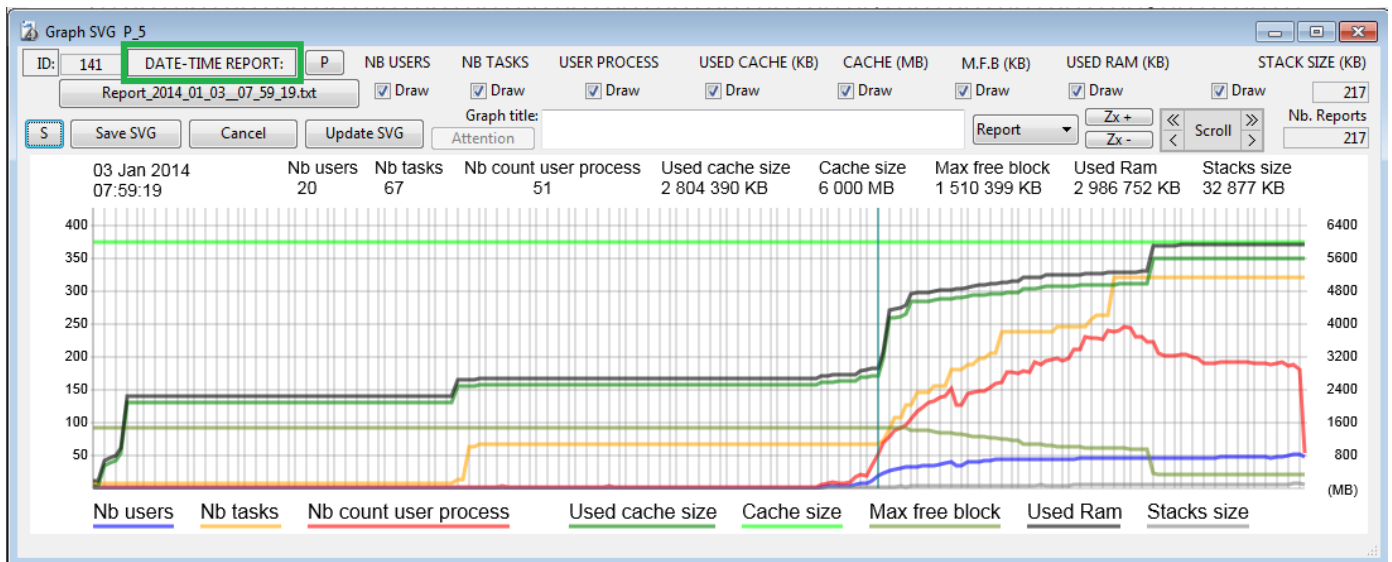 Graph SVG P_5
ID: 141 DATE-TIME REPORT: P NB USERS NB TASKS USER PROCESS USED CACHE (KB) CACHE (MB) M.F.B (KB) USED RAM (KB) STACK SIZE (KB)
Report_2014_01_03__07_59_19.txt Draw Draw Draw Draw Draw Draw Draw Draw 217
Graph title: Zx + Nb. Reports
S Save SVG Cancel Update SVG Attention Report Zx - << < Scroll >> > 217
03 Jan 2014 Nb users Nb tasks Nb count user process Used cache size Cache size Max free block Used Ram Stacks size
07:59:19 20 67 51 2 804 390 KB 6 000 MB 1 510 399 KB 2 986 752 KB 32 877 KB
400 6400
350 5600
300 4800
250 4000
200 3200
150 2400
100 1600
50 800
(MB)
Nb users Nb tasks Nb count user process Used cache size Cache size Max free block Used Ram Stacks size